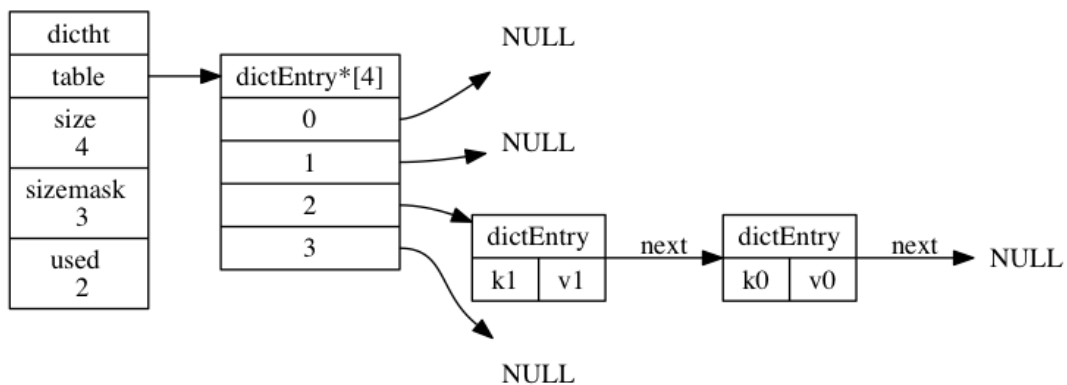 dictht
table
size
4
sizemask
3
used
2
dictEntry*[4]
0
1
2
3
NULL
NULL
dictEntry
k1 v1
next
dictEntry
k0 v0
next
NULL
NULL